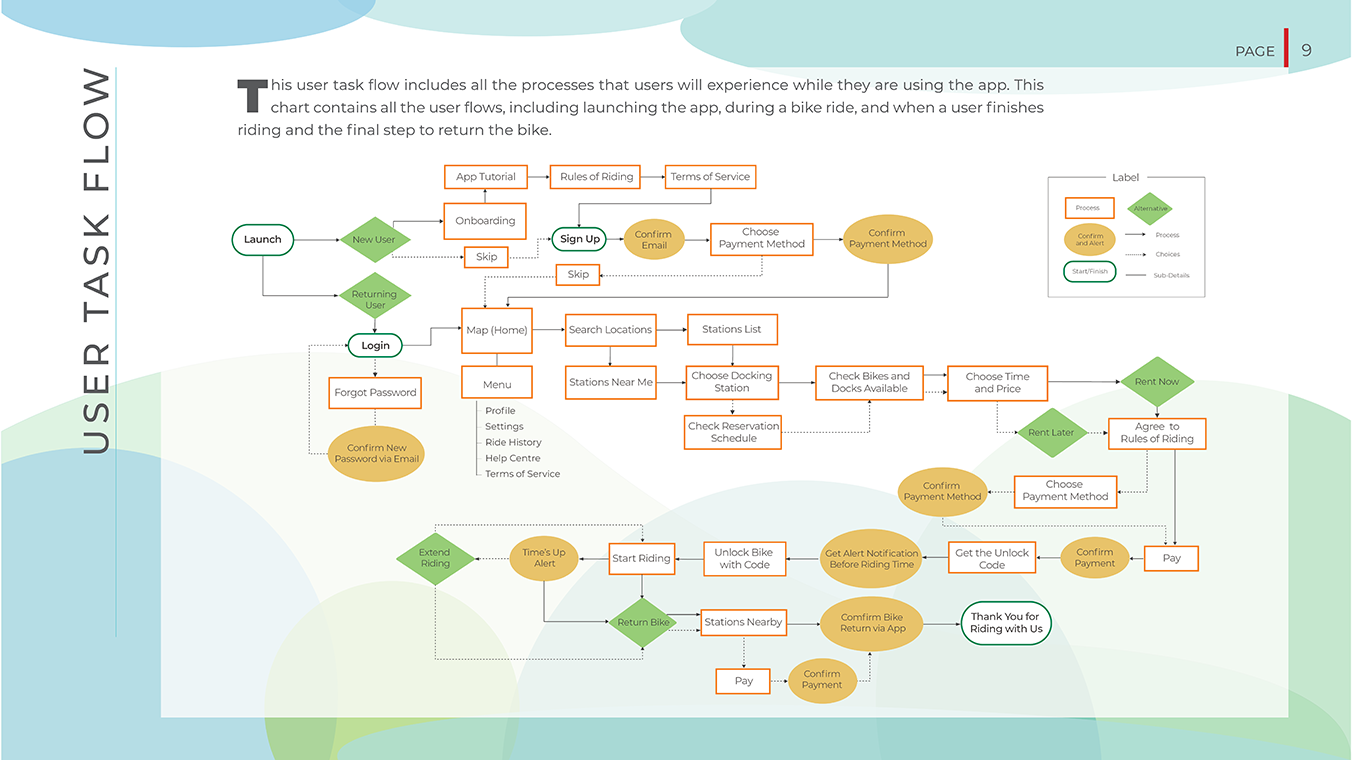 PAGE
9
USER TASK FLOW
This user task flow includes all the processes that users will experience while they are using the app. This
chart contains all the user flows, including launching the app, during a bike ride, and when a user finishes
riding and the final step to return the bike.
App Tutorial
Rules of Riding
Terms of Service
Label
Process
Alternative
Confirm
and Alert
Process
Choices
Start/Finish
Sub-Details
Onboarding
Launch
New User
Skip
Sign Up
Confirm
Email
Choose
Payment Method
Confirm
Payment Method
Skip
Returning
User
Login
Map (Home)
Search Locations
Stations List
Forgot Password
Menu
Stations Near Me
Choose Docking
Station
Check Bikes and
Docks Available
Choose Time
and Price
Rent Now
Profile
Settings
Ride History
Help Centre
Terms of Service
Check Reservation
Schedule
Rent Later
Agree to
Rules of Riding
Confirm New
Password via Email
Confirm
Payment Method
Choose
Payment Method
Extend
Riding
Time's Up
Alert
Start Riding
Unlock Bike
with Code
Get Alert Notification
Before Riding Time
Get the Unlock
Code
Confirm
Payment
Pay
Return Bike
Stations Nearby
Comfirm Bike
Return via App
Thank You for
Riding with Us
Pay
Confirm
Payment